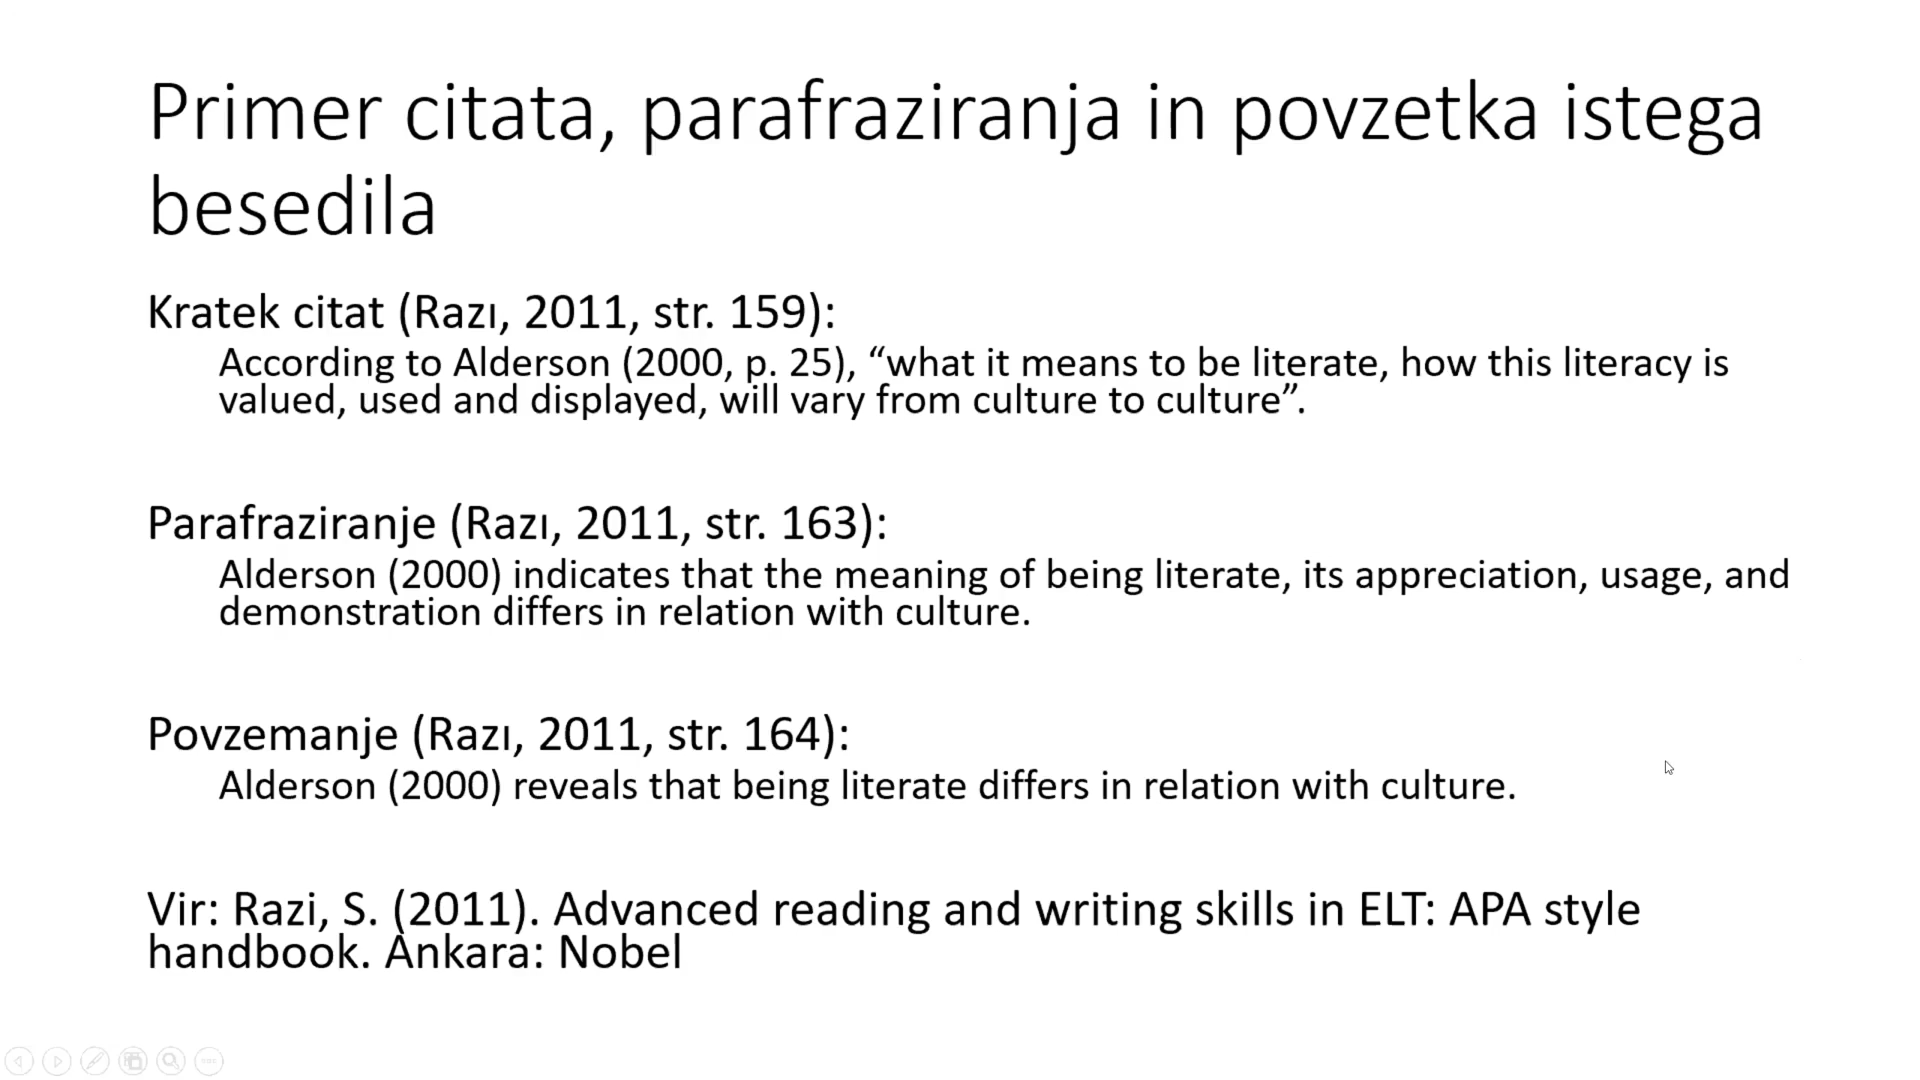 Primer citata, parafraziranja in povzetka istega
besedila
Kratek citat (Razı, 2011, str. 159):
According to Alderson (2000, p. 25), “what it means to be literate, how this literacy is
valued, used and displayed, will vary from culture to culture”.
Parafraziranje (Razı, 2011, str. 163):
Alderson (2000) indicates that the meaning of being literate, its appreciation, usage, and
demonstration differs in relation with culture.
Povzemanje (Razı, 2011, str. 164):
Alderson (2000) reveals that being literate differs in relation with culture.
Vir: Razi, S. (2011). Advanced reading and writing skills in ELT: APA style
handbook. Ankara: Nobel